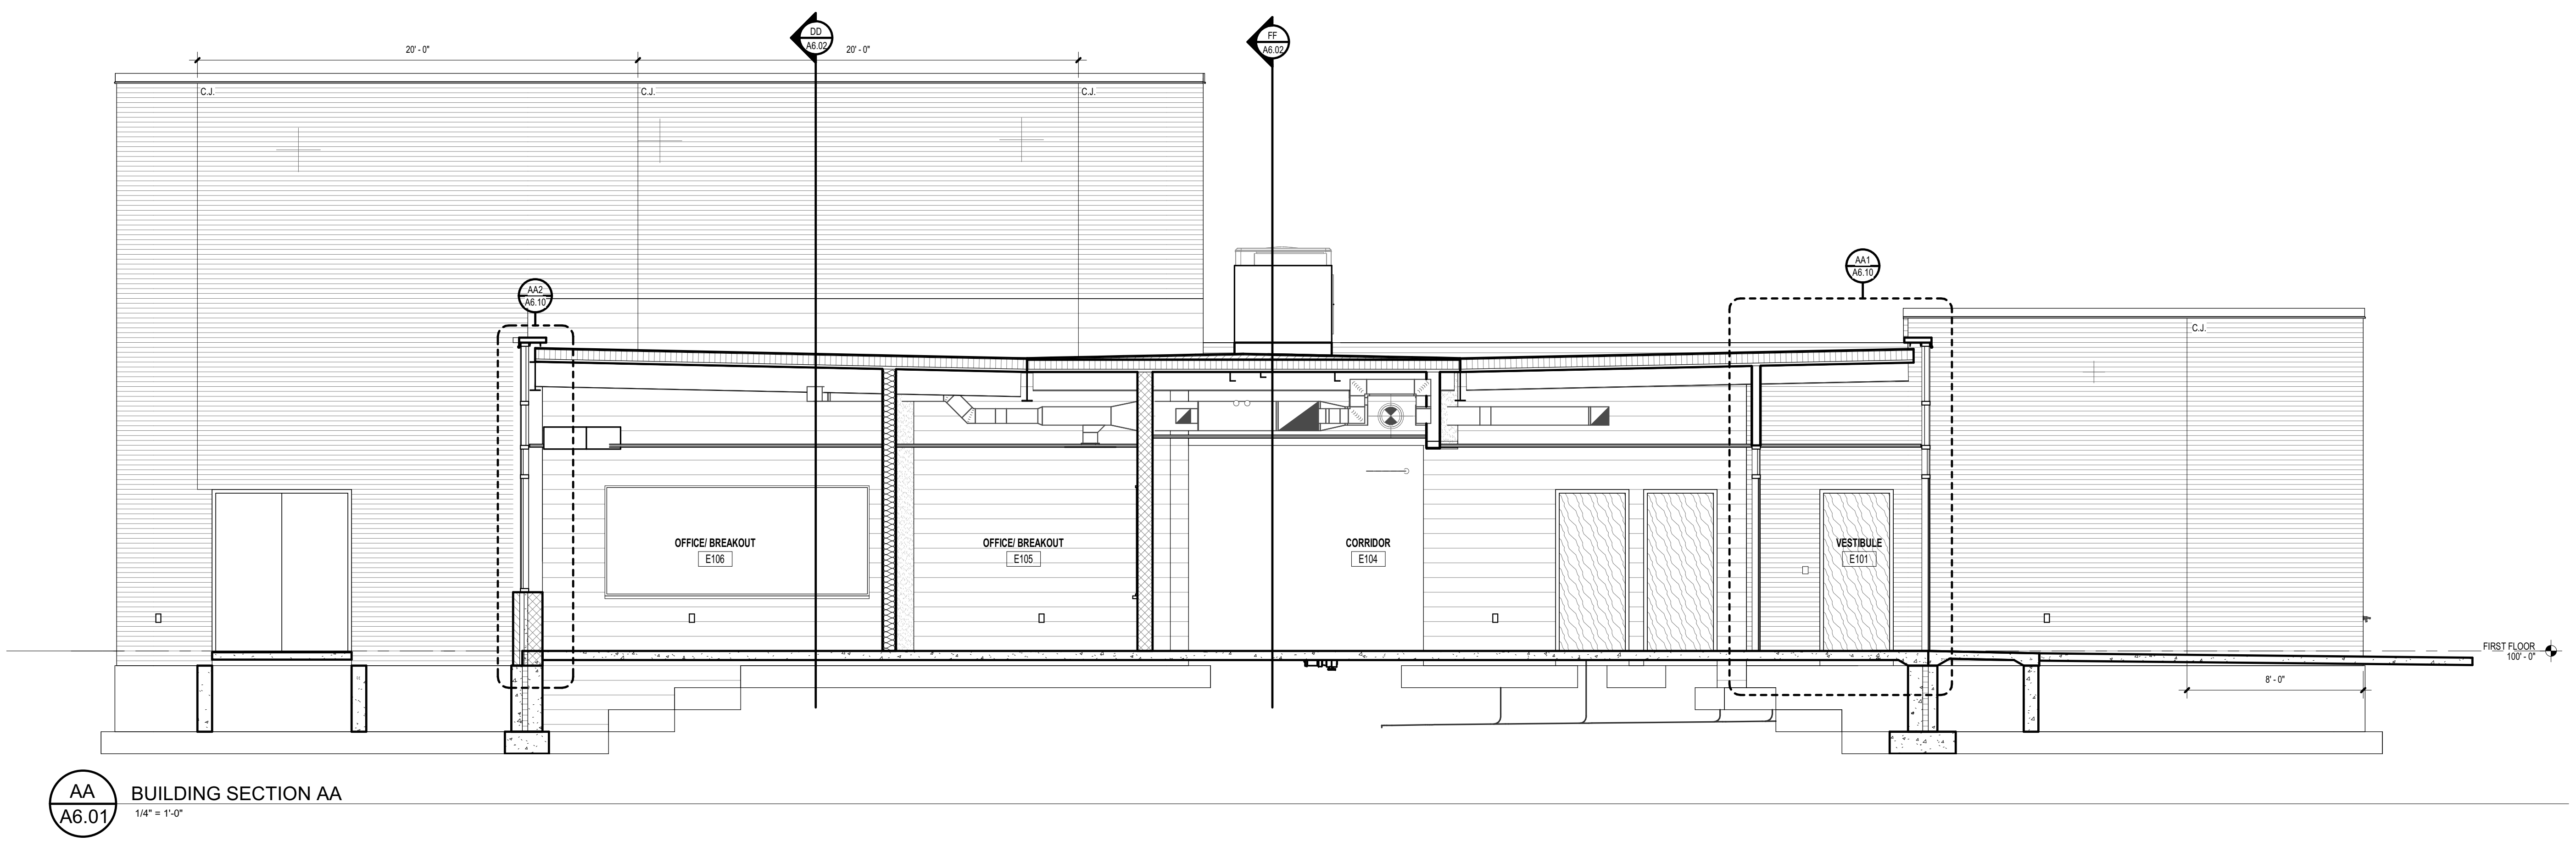 DD
A6.02
FF
A6.02
20' - 0"
20' - 0"
C.J.
C.J.
C.J.
AA2
A6.10
AA1
A6.10
C.J.
OFFICE/ BREAKOUT
E106
OFFICE/ BREAKOUT
E105
CORRIDOR
E104
VESTIBULE
E101
FIRST FLOOR
100' - 0"
8' - 0"
AA
A6.01
BUILDING SECTION AA
1/4" = 1'-0"